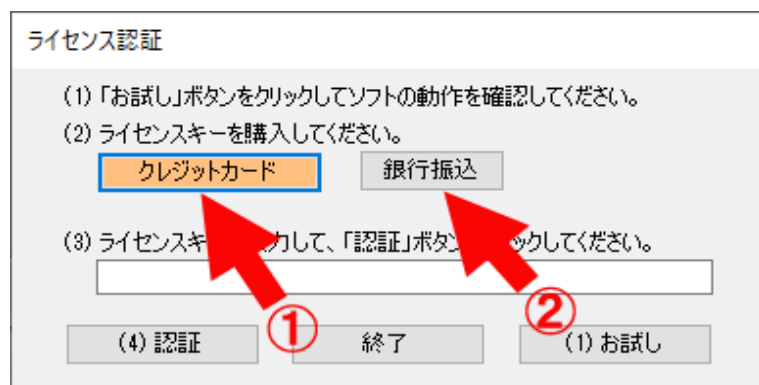 ライセンス認証
(1)「お試し」ボタンをクリックしてソフトの動作を確認してください。
(2) ライセンスキーを購入してください。
クレジットカード 銀行振込
(3) ライセンスキ 力して、「認証」ボタ ックしてください。
① ②
(4) 認証 終了 (1) お試し